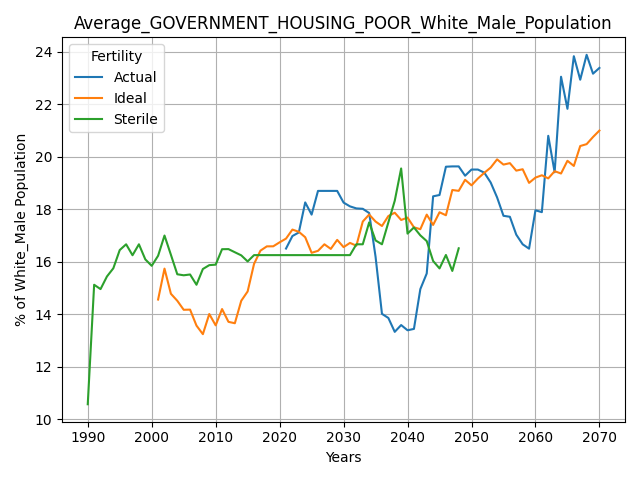 Average_GOVERNMENT_HOUSING_POOR_White_Male_Population
Fertility
Actual
Ideal
Sterile
% of White_Male Population
24
22
20
18
16
14
12
10
1990 2000 2010 2020 2030 2040 2050 2060 2070
Years